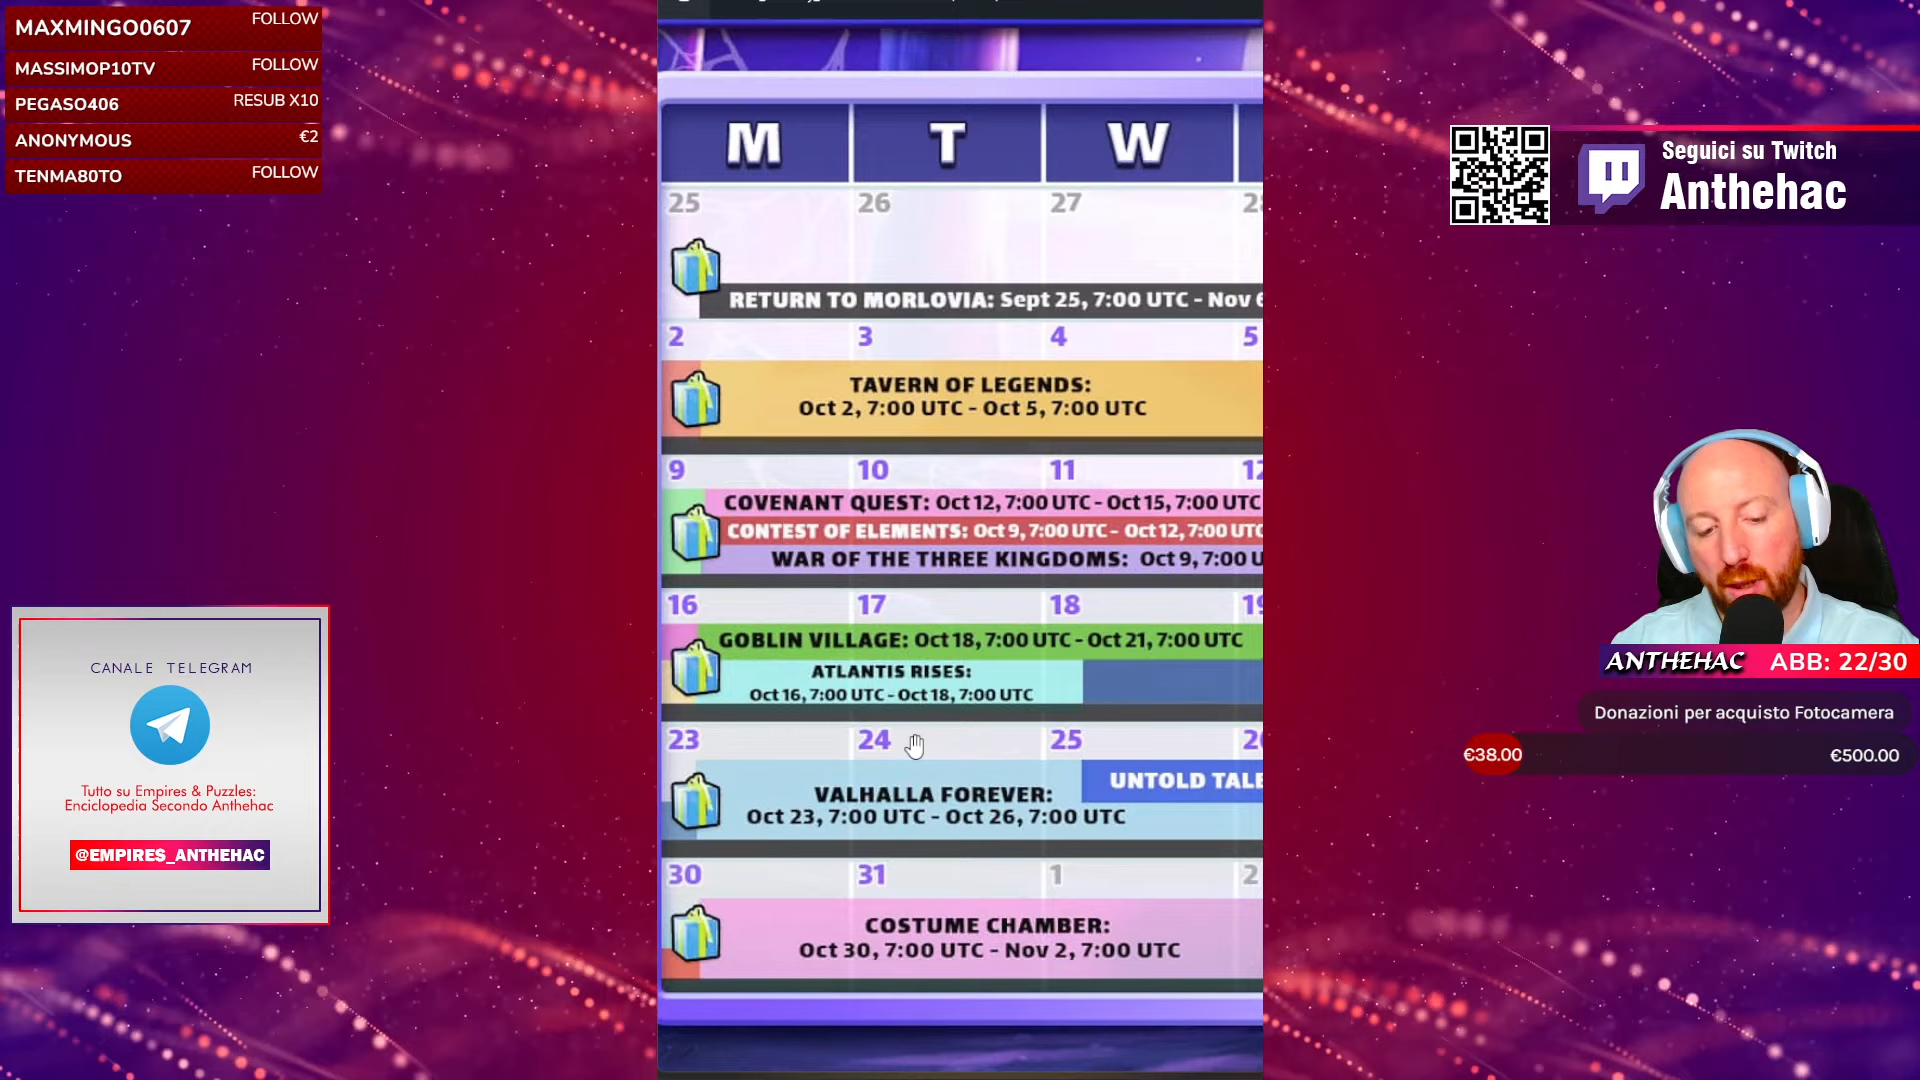 MAXMINGO0607 FOLLOW
MASSIMOP10TV FOLLOW
PEGASO406 RESUB X10
ANONYMOUS €2
TENMA80TO FOLLOW
CANALE TELEGRAM
Tutto su Empires & Puzzles:
Enciclopedia Secondo Anthehac
@EMPIRES_ANTHEHAC
M T W
25 26 27
RETURN TO MORLOVIA: Sept 25, 7:00 UTC - Nov
2 3 4 5
TAVERN OF LEGENDS:
Oct 2, 7:00 UTC - Oct 5, 7:00 UTC
9 10 11 12
COVENANT QUEST: Oct 12, 7:00 UTC - Oct 15, 7:00 UTC
CONTEST OF ELEMENTS: Oct 9, 7:00 UTC - Oct 12, 7:00 UTC
WAR OF THE THREE KINGDOMS: Oct 9, 7:00 U
16 17 18 19
GOBLIN VILLAGE: Oct 18, 7:00 UTC - Oct 21, 7:00 UTC
ATLANTIS RISES:
Oct 16, 7:00 UTC - Oct 18, 7:00 UTC
23 24 25
UNTOLD TALE
VALHALLA FOREVER:
Oct 23, 7:00 UTC - Oct 26, 7:00 UTC
30 31 1 2
COSTUME CHAMBER:
Oct 30, 7:00 UTC - Nov 2, 7:00 UTC
Seguici su Twitch
Anthehac
ANTHEHAC ABB: 22/30
Donazioni per acquisto Fotocamera
€38.00 €500.00